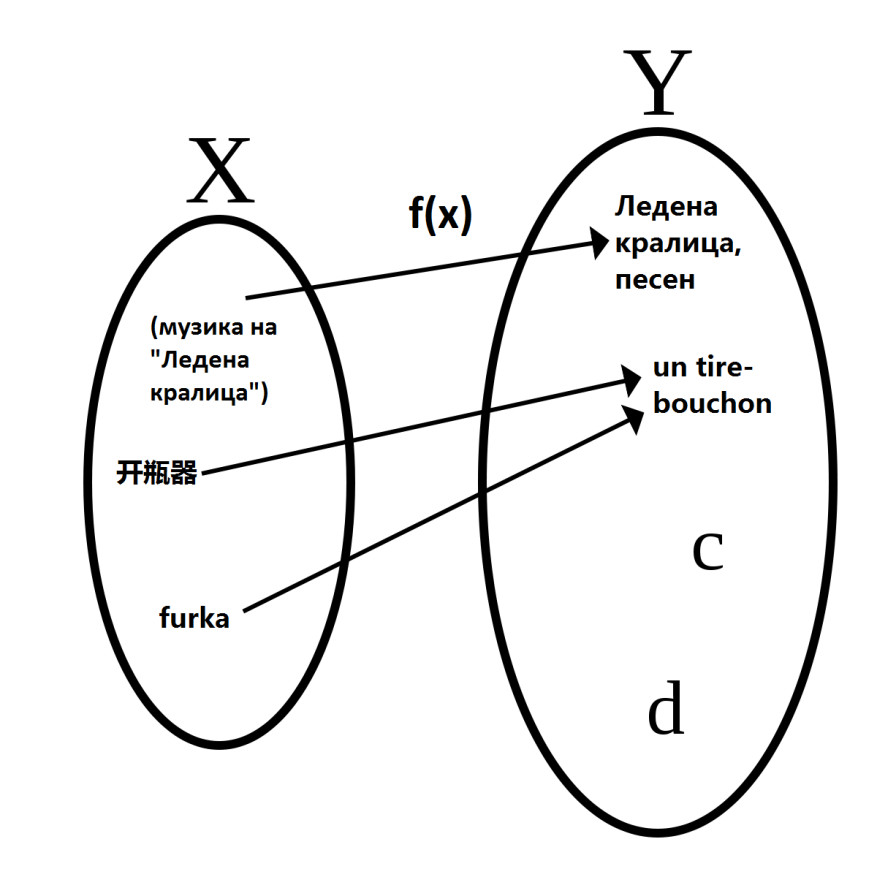 Y
X
f(x)
Ледена
кралица,
песен
(музика на
"Ледена
кралица")
un tire-
bouchon
开瓶器
c
furka
d